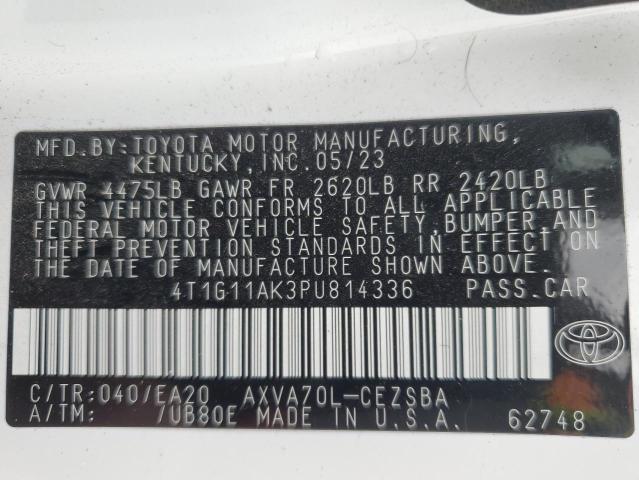 MFD.BY:TOYOTA MOTOR MANUFACTURING,
KENTUCKY,INC.05/23
GVWR 4475LB GAWR FR 2620LB RR 2420LB
THIS VEHICLE CONFORMS TO ALL APPLICABLE
FEDERAL MOTOR VEHICLE SAFETY,BUMPER,AND
THEFT PREVENTION STANDARDS IN EFFECT ON
THE DATE OF MANUFACTURE SHOWN ABOVE.
4T1G11AK3PU814336 PASS.CAR
C/TR:040/EA20 AXVA70L-CEZSBA
A/TM: /UB80E MADE IN U.S.A. 62748